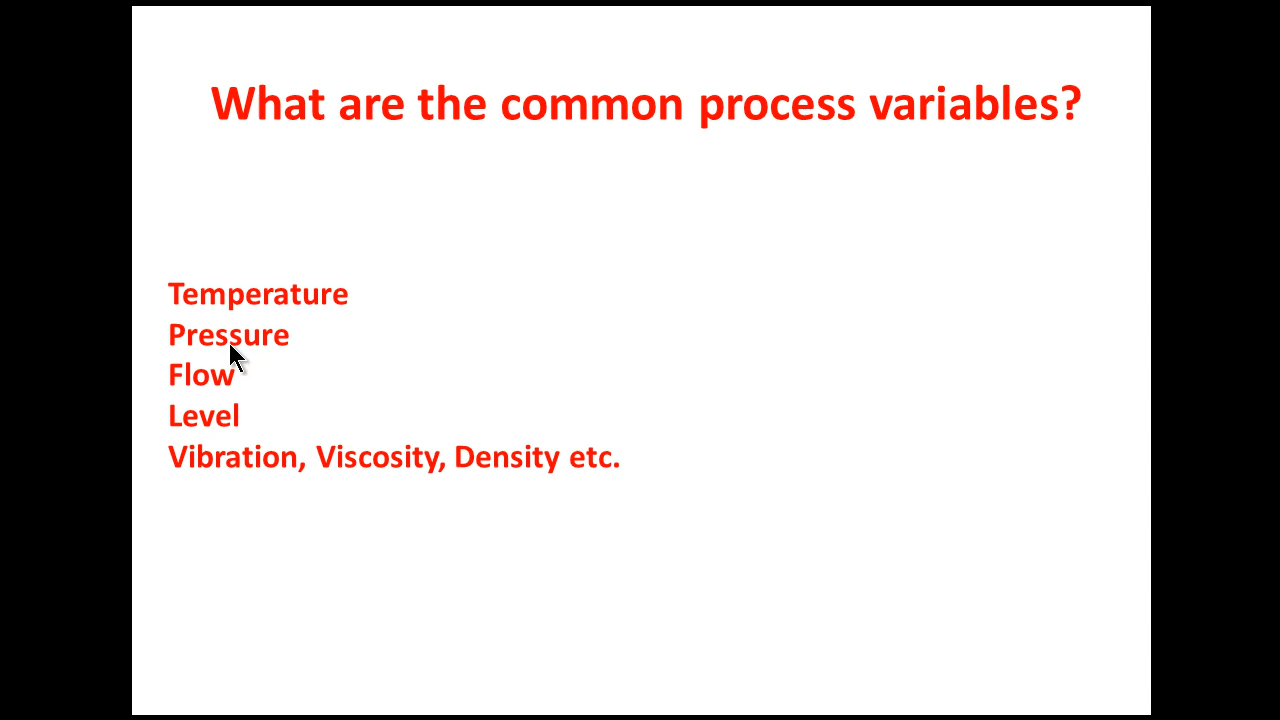 What are the common process variables?
Temperature
Pressure
Flow
Level
Vibration, Viscosity, Density etc.